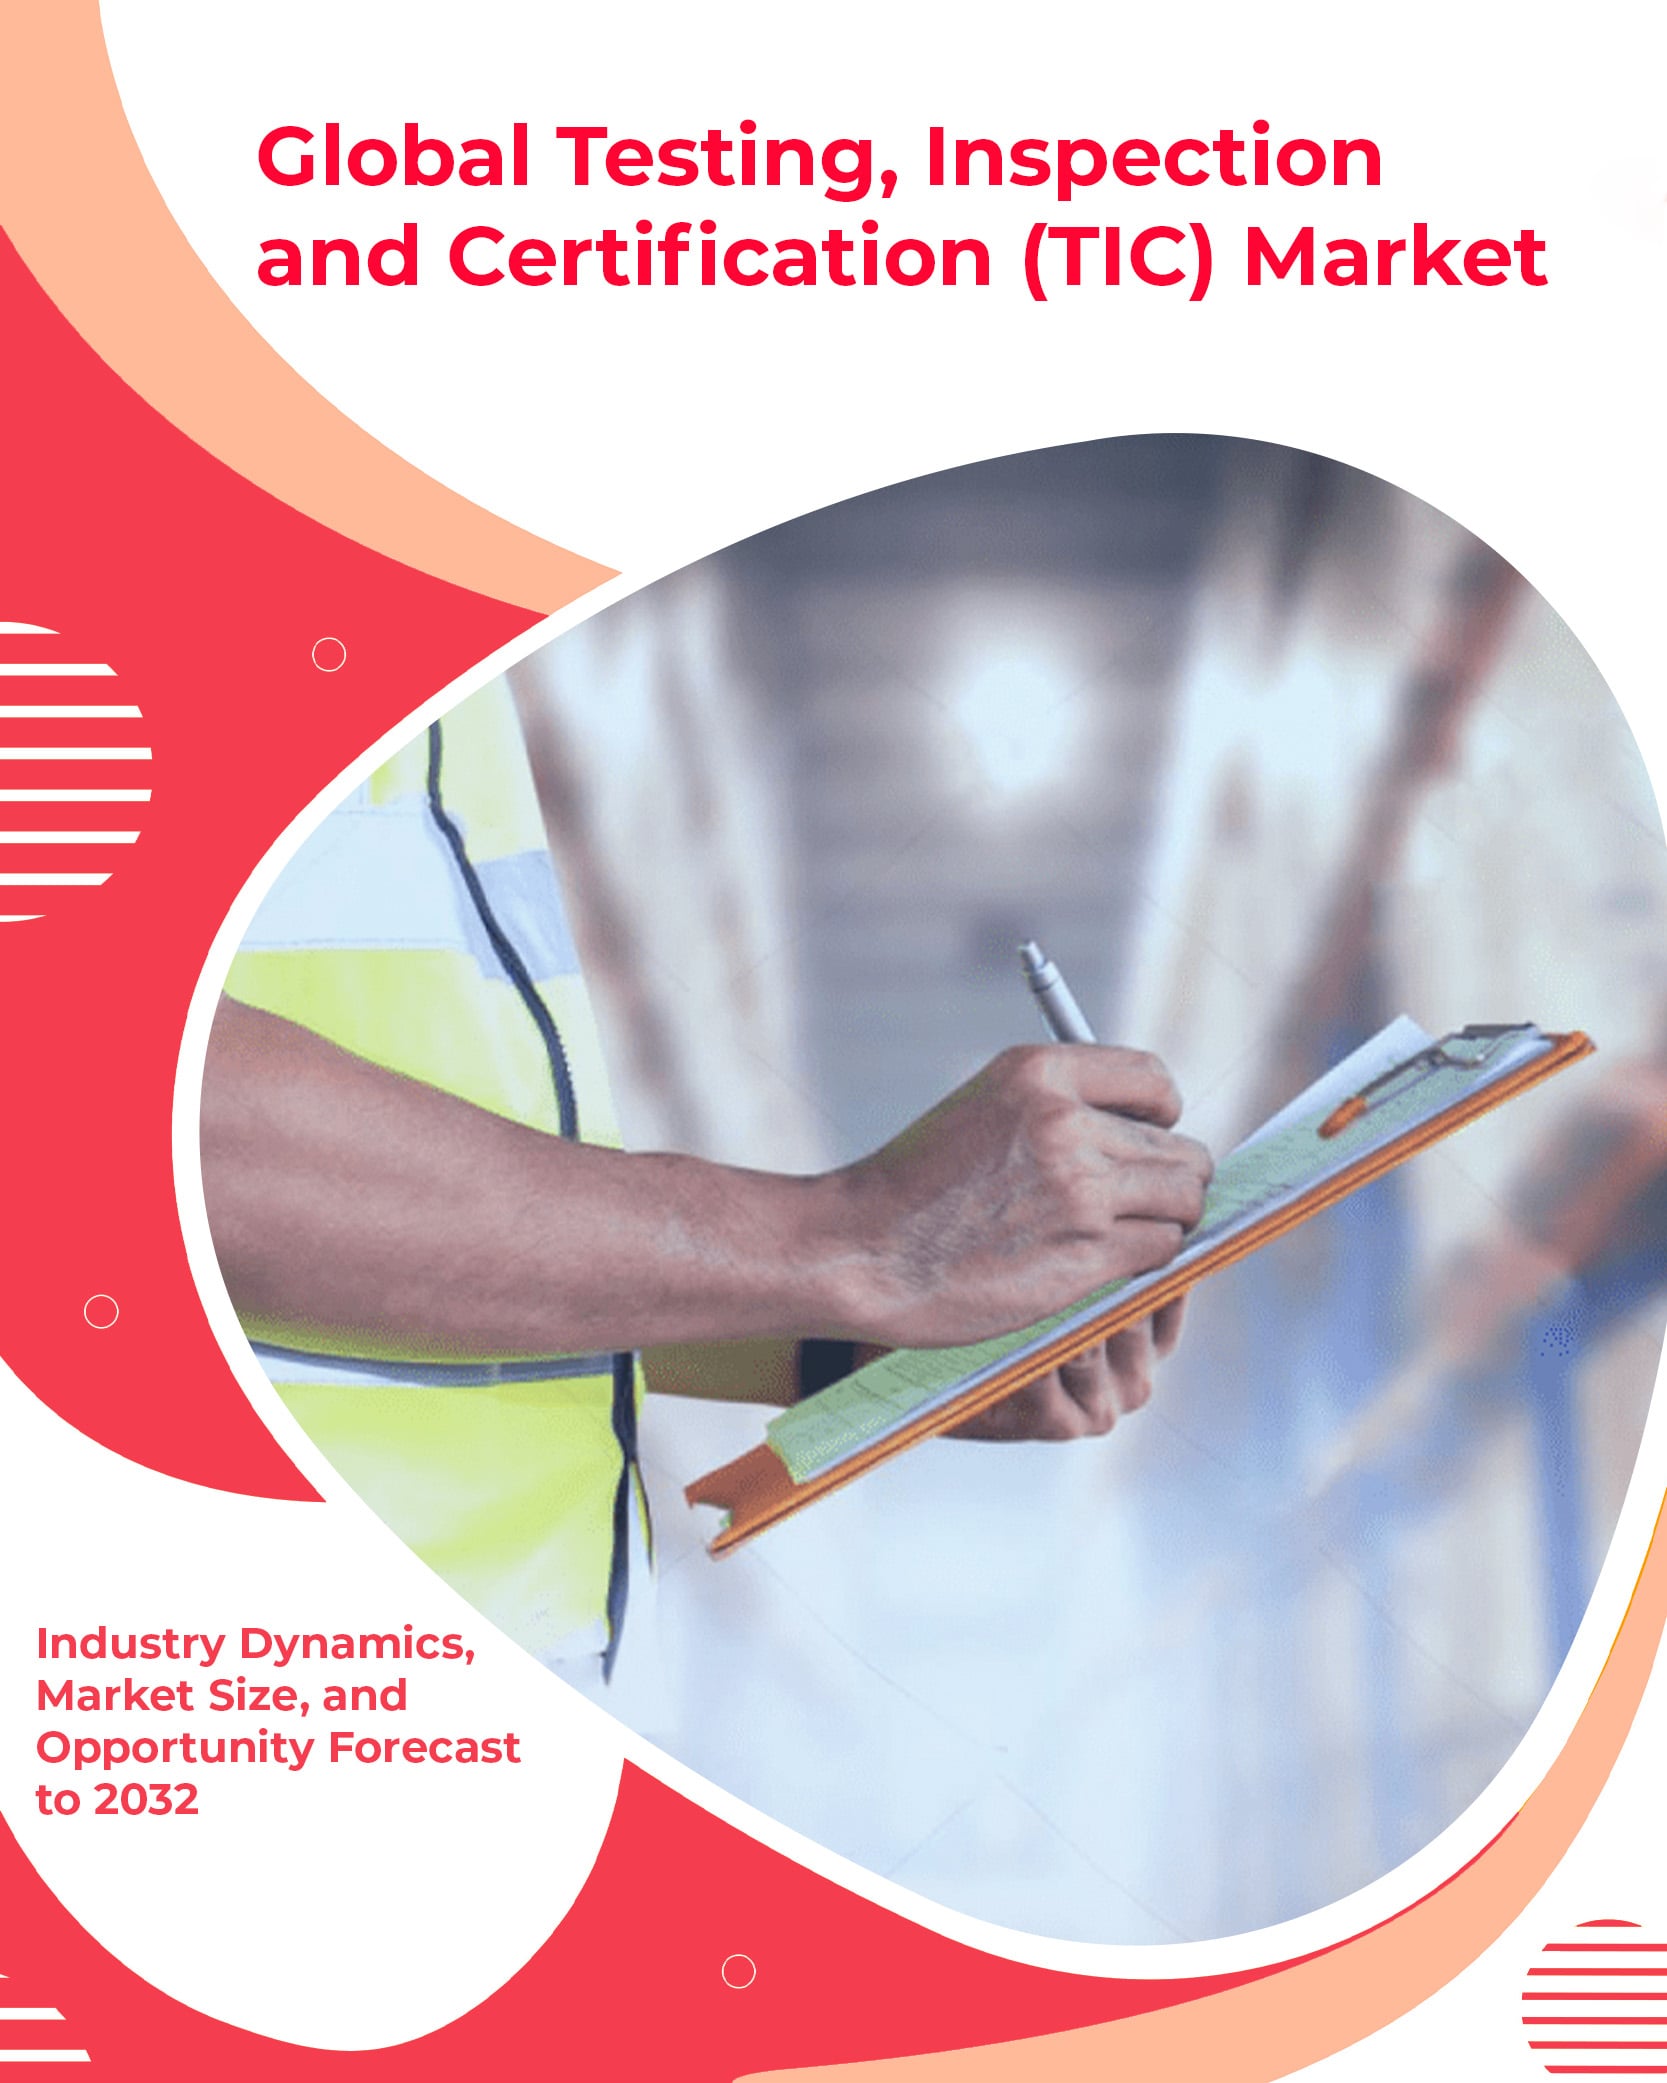 Global Testing, Inspection
and Certification (TIC) Market
Industry Dynamics,
Market Size, and
Opportunity Forecast
to 2032